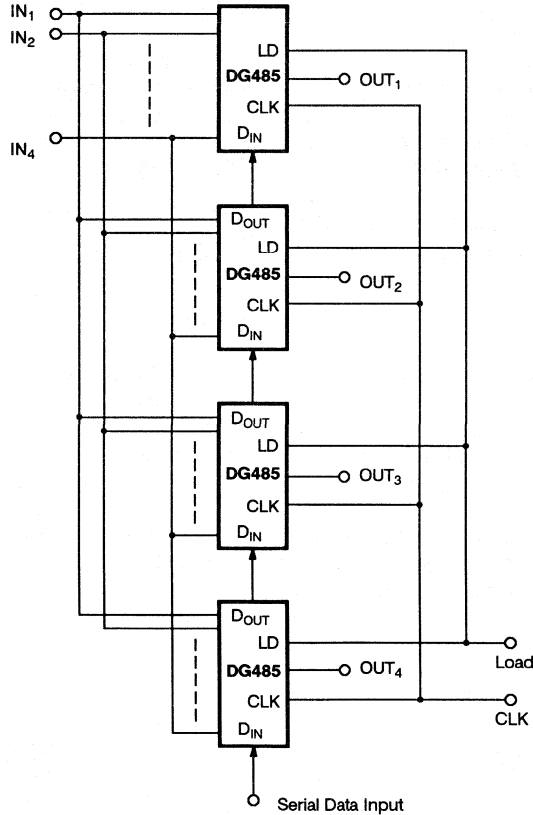 IN1
IN2
LD
DG485
OUT1
CLK
IN4
DIN
DOUT
LD
DG485
OUT2
CLK
DIN
DOUT
LD
DG485
OUT3
CLK
DIN
DOUT
LD
Load
DG485
OUT4
CLK
CLK
DIN
Serial Data Input